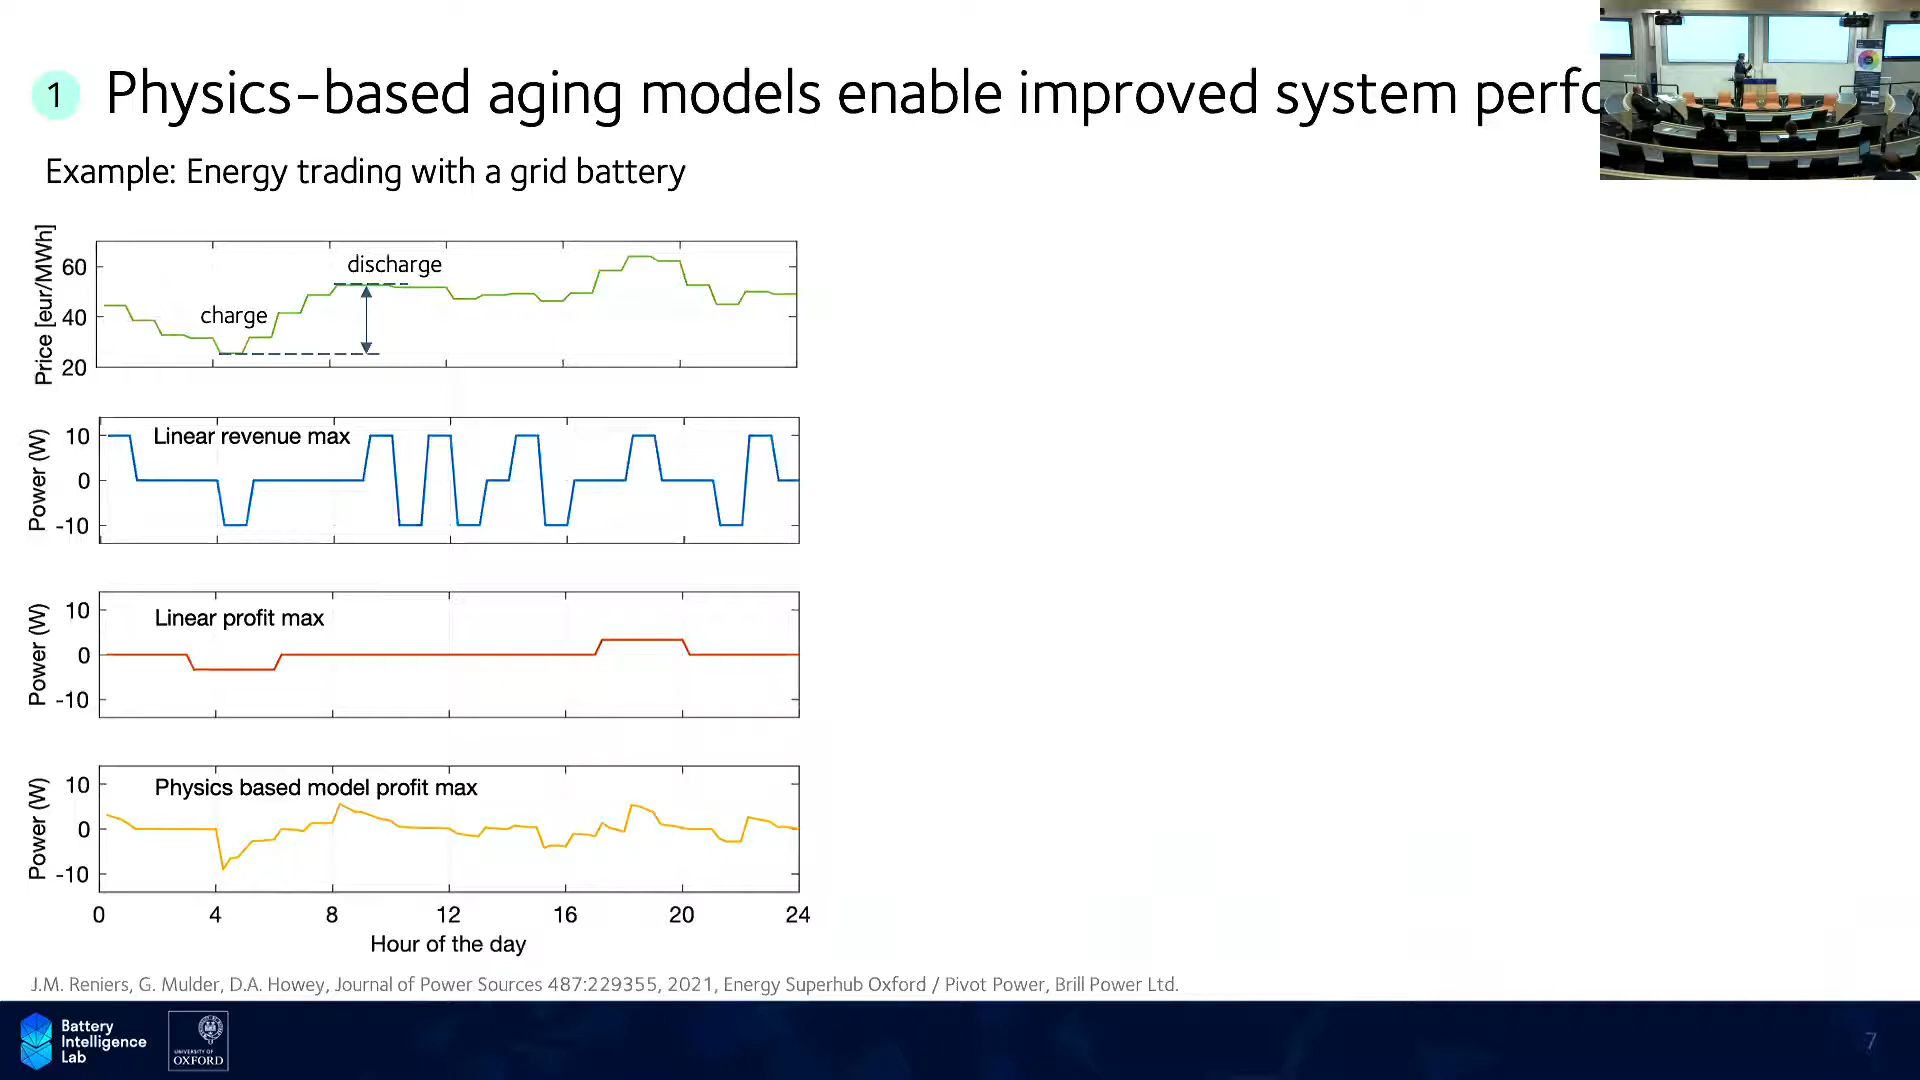 1 Physics-based aging models enable improved system perfo
Example: Energy trading with a grid battery
Price [eur/MWh]
60
40
20
charge
discharge
Power (W)
10
0
-10
Linear revenue max
Power (W)
10
0
-10
Linear profit max
Power (W)
10
0
-10
Physics based model profit max
0 4 8 12 16 20 24
Hour of the day
J.M. Reniers, G. Mulder, D.A. Howey, Journal of Power Sources 487:229355, 2021, Energy Superhub Oxford / Pivot Power, Brill Power Ltd.
Battery
Intelligence
Lab
UNIVERSITY OF
OXFORD
7